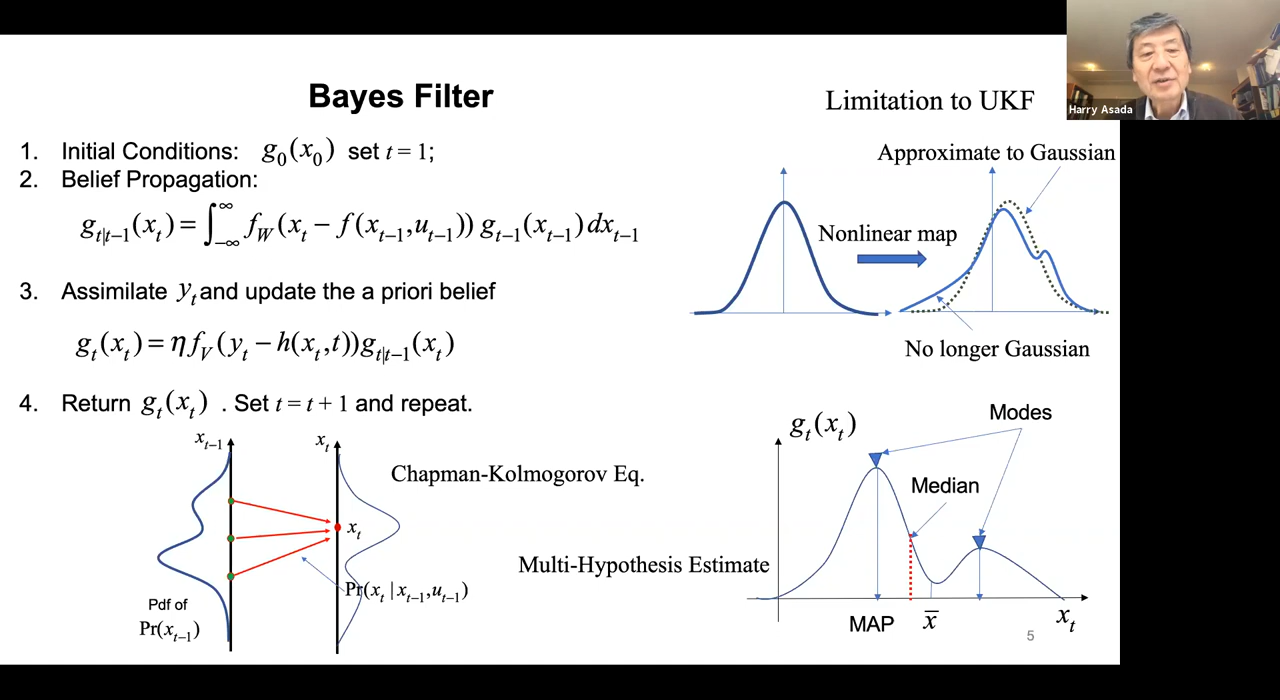 Bayes Filter
1. Initial Conditions: g₀(x₀) set t = 1;
2. Belief Propagation:
g_{t|t−1}(x_t) = ∫_{−∞}^{∞} f_W(x_t − f(x_{t−1}, u_{t−1})) g_{t−1}(x_{t−1}) dx_{t−1}
3. Assimilate y_t and update the a priori belief
g_t(x_t) = η f_V(y_t − h(x_t, t)) g_{t|t−1}(x_t)
4. Return g_t(x_t) . Set t = t + 1 and repeat.
x_{t−1}
x_t
Chapman-Kolmogorov Eq.
x_t
Pr(x_t | x_{t−1}, u_{t−1})
Pdf of
Pr(x_{t−1})
Limitation to UKF
Approximate to Gaussian
Nonlinear map
No longer Gaussian
Multi-Hypothesis Estimate
g_t(x_t)
Modes
Median
MAP
x̅
x_t
5
Harry Asada